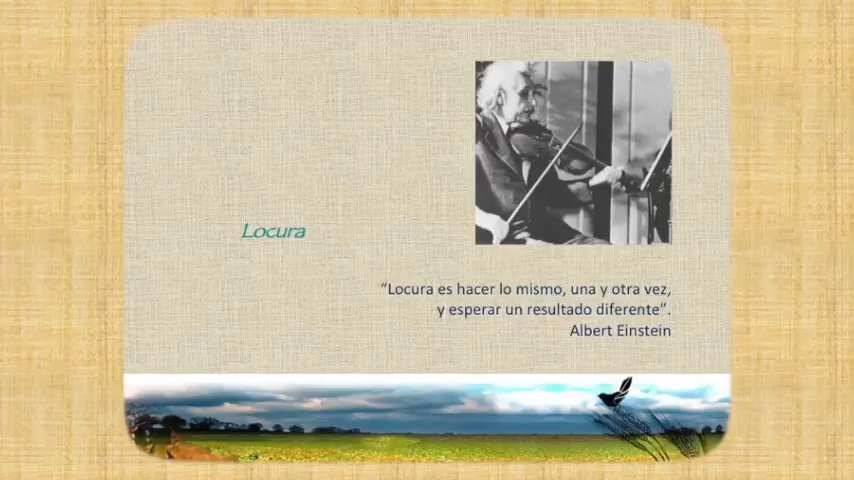 Locura
“Locura es hacer lo mismo, una y otra vez,
y esperar un resultado diferente”.
Albert Einstein